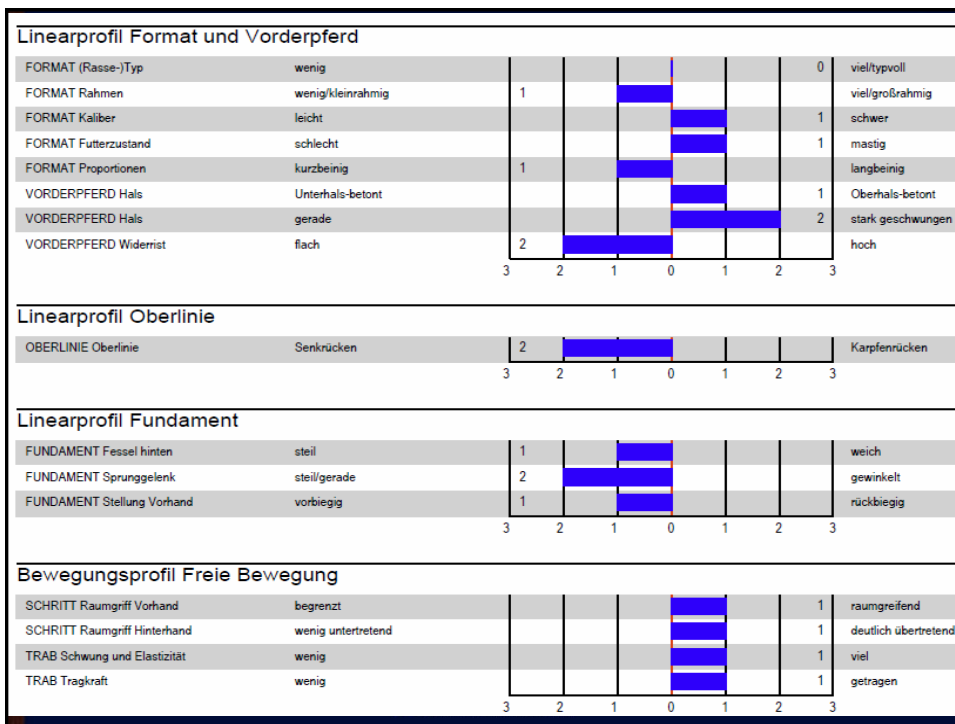 Linearprofil Format und Vorderpferd
FORMAT (Rasse-)Typ wenig 0 viel/typvoll
FORMAT Rahmen wenig/kleinrahmig 1 viel/großrahmig
FORMAT Kaliber leicht 1 schwer
FORMAT Futterzustand schlecht 1 mastig
FORMAT Proportionen kurzbeinig 1 langbeinig
VORDERPFERD Hals Unterhals-betont 1 Oberhals-betont
VORDERPFERD Hals gerade 2 stark geschwungen
VORDERPFERD Widerrist flach 2 hoch
3 2 1 0 1 2 3
Linearprofil Oberlinie
OBERLINIE Oberlinie Senkrücken 2 Karpfenrücken
3 2 1 0 1 2 3
Linearprofil Fundament
FUNDAMENT Fessel hinten steil 1 weich
FUNDAMENT Sprunggelenk steil/gerade 2 gewinkelt
FUNDAMENT Stellung Vorhand vorbiegig 1 rückbiegig
3 2 1 0 1 2 3
Bewegungsprofil Freie Bewegung
SCHRITT Raumgriff Vorhand begrenzt 1 raumgreifend
SCHRITT Raumgriff Hinterhand wenig untertretend 1 deutlich übertretend
TRAB Schwung und Elastizität wenig 1 viel
TRAB Tragkraft wenig 1 getragen
3 2 1 0 1 2 3